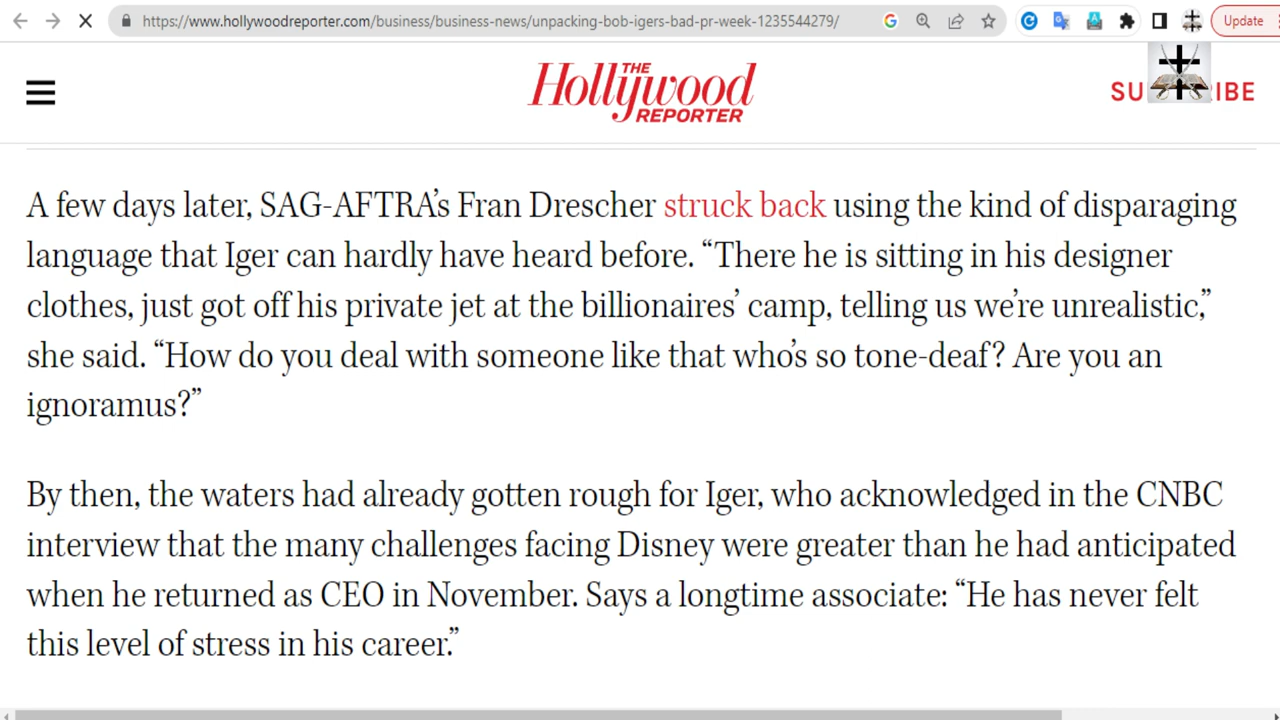 https://www.hollywoodreporter.com/business/business-news/unpacking-bob-igers-bad-pr-week-1235544279/
Update
THE
Hollywood
REPORTER
SU IBE
A few days later, SAG-AFTRA’s Fran Drescher struck back using the kind of disparaging
language that Iger can hardly have heard before. “There he is sitting in his designer
clothes, just got off his private jet at the billionaires’ camp, telling us we’re unrealistic,”
she said. “How do you deal with someone like that who’s so tone-deaf? Are you an
ignoramus?”
By then, the waters had already gotten rough for Iger, who acknowledged in the CNBC
interview that the many challenges facing Disney were greater than he had anticipated
when he returned as CEO in November. Says a longtime associate: “He has never felt
this level of stress in his career.”